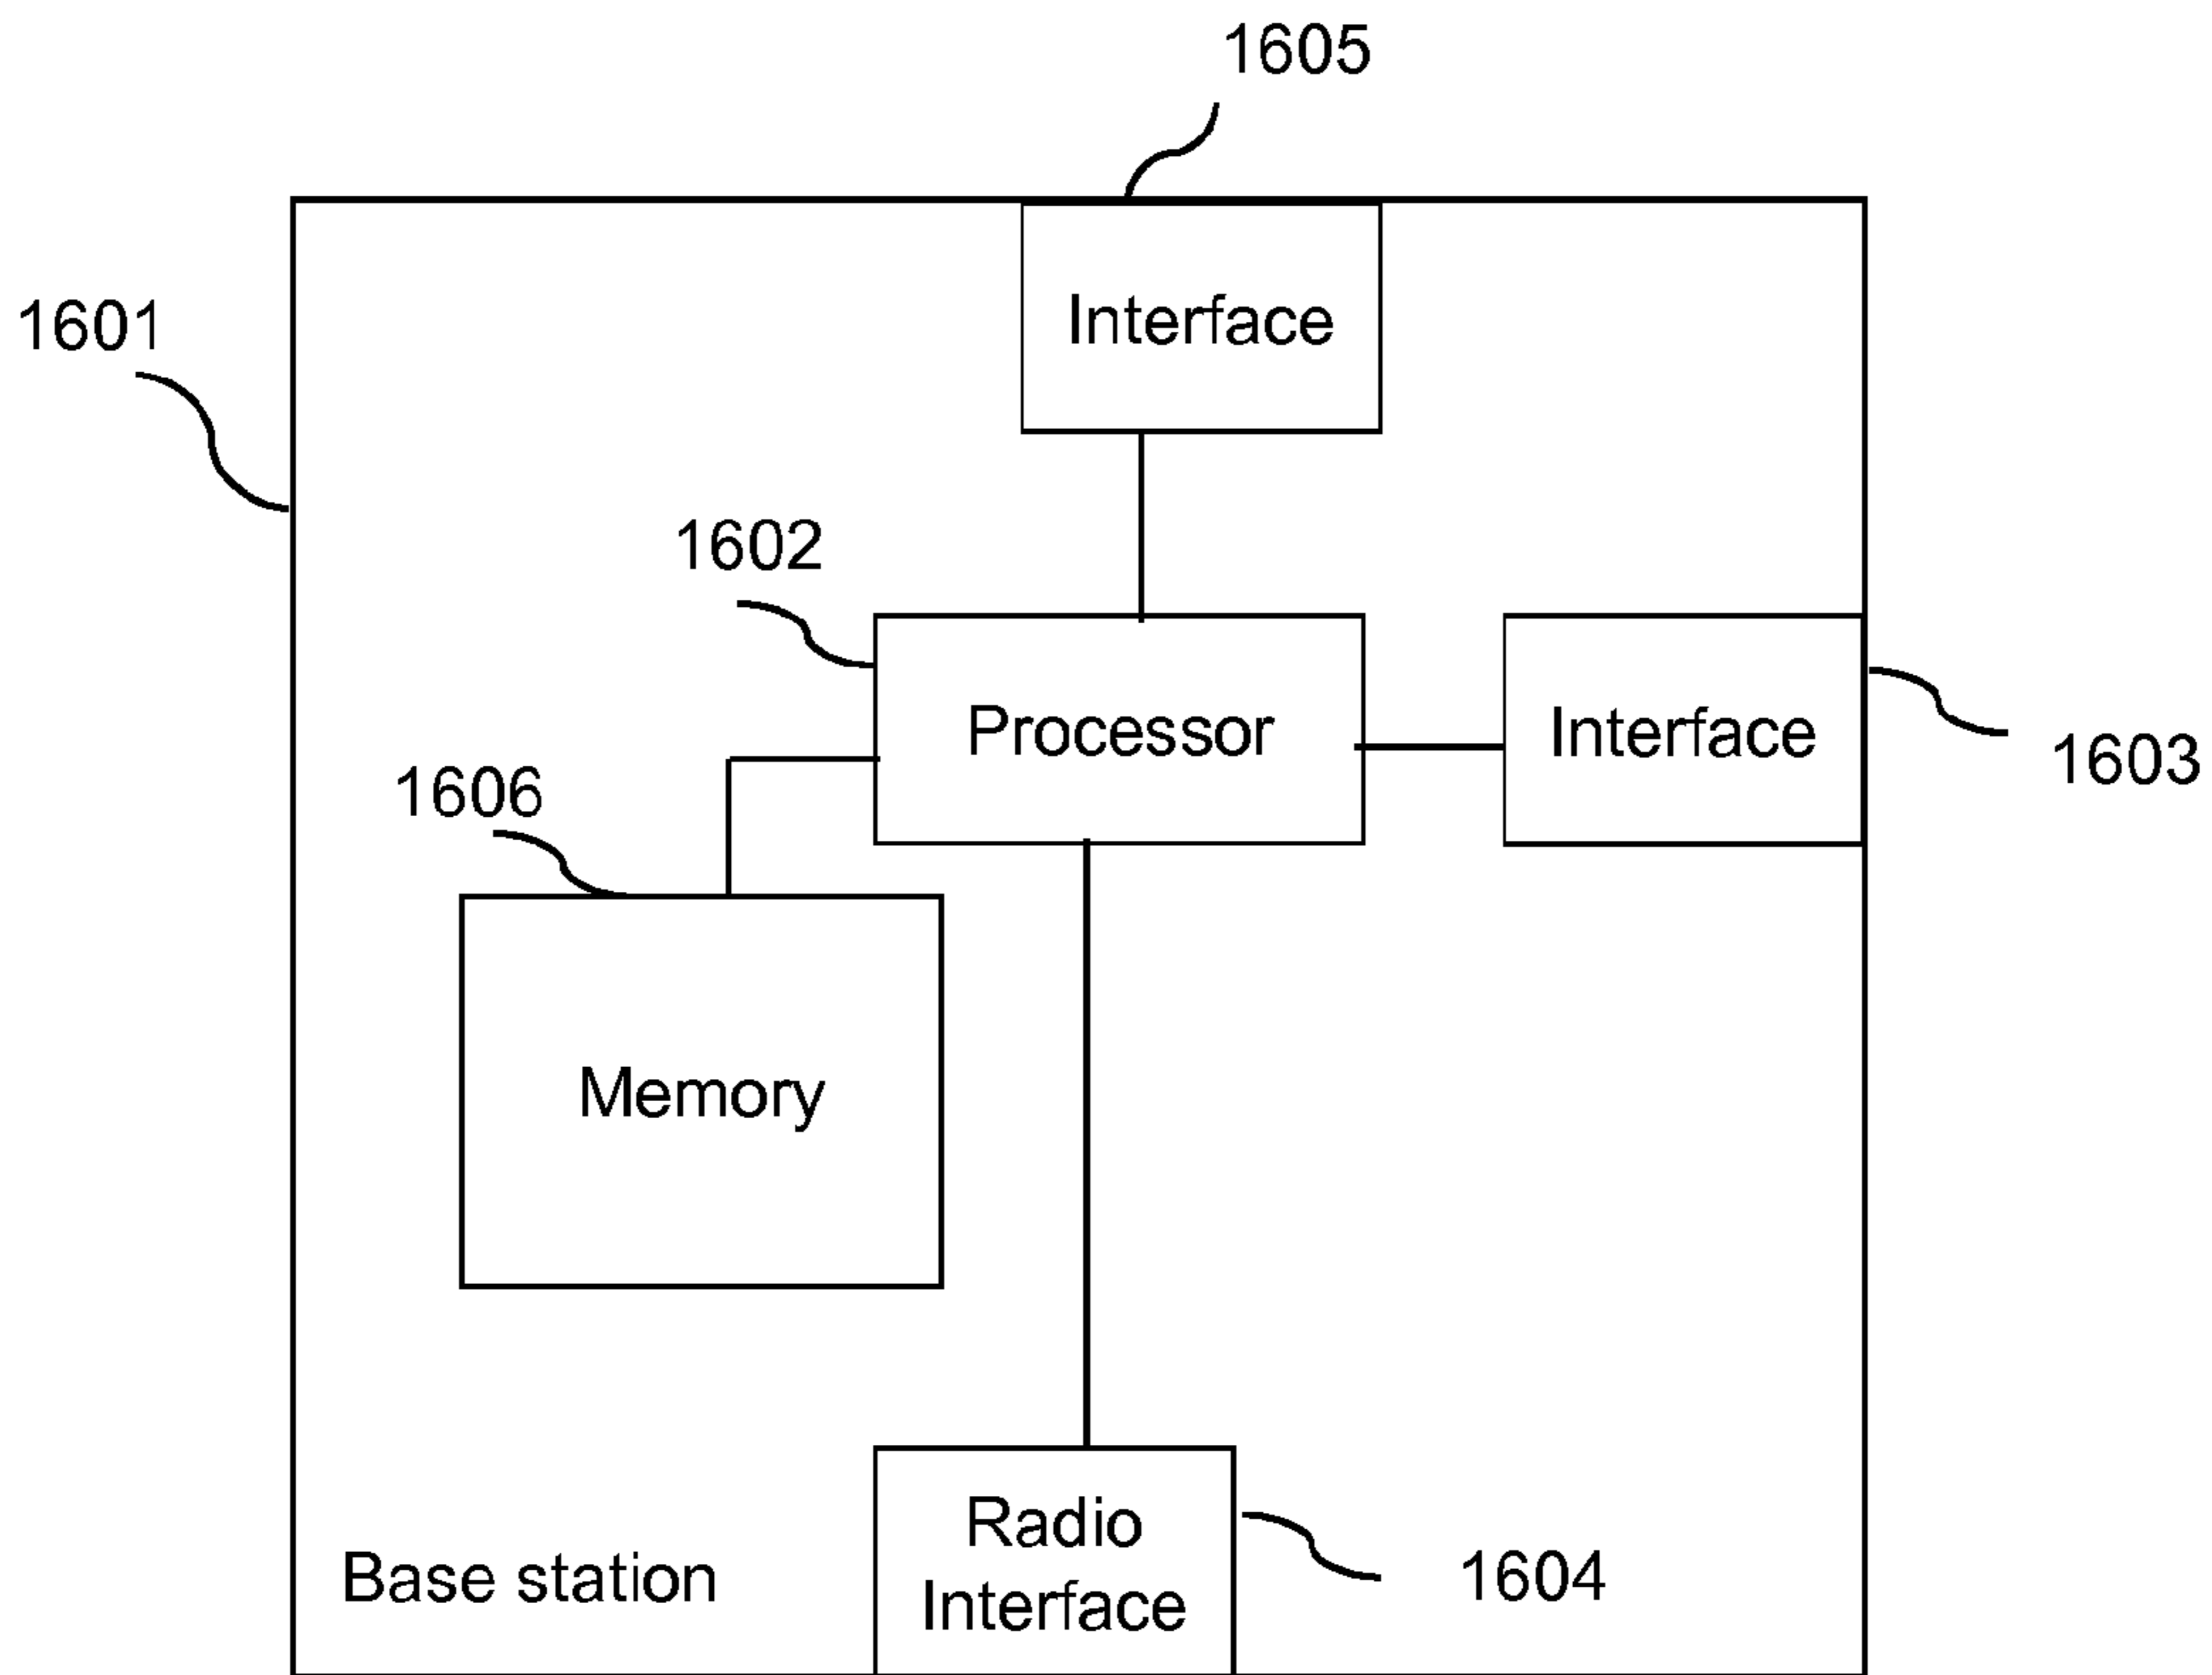 1605
Interface
1601
1602
Processor
Interface
1603
1606
Memory
Radio
Interface
1604
Base station